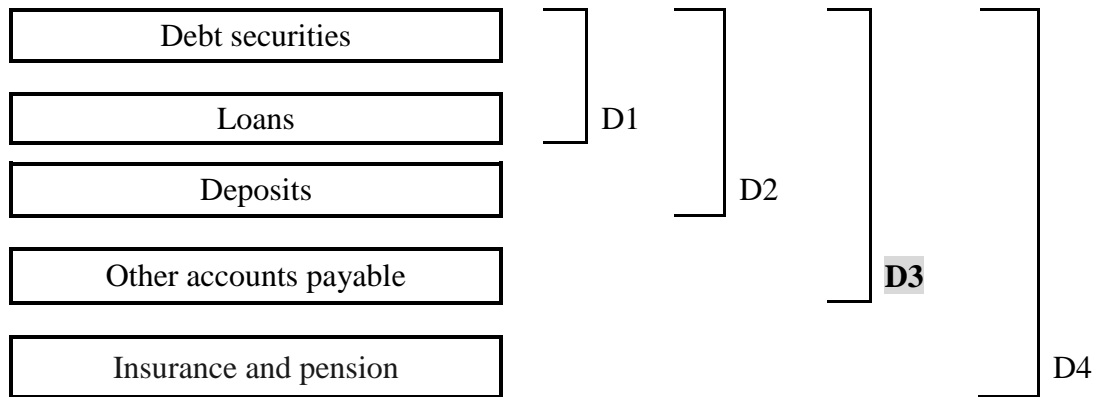 Debt securities
Loans
D1
Deposits
D2
Other accounts payable
D3
Insurance and pension
D4